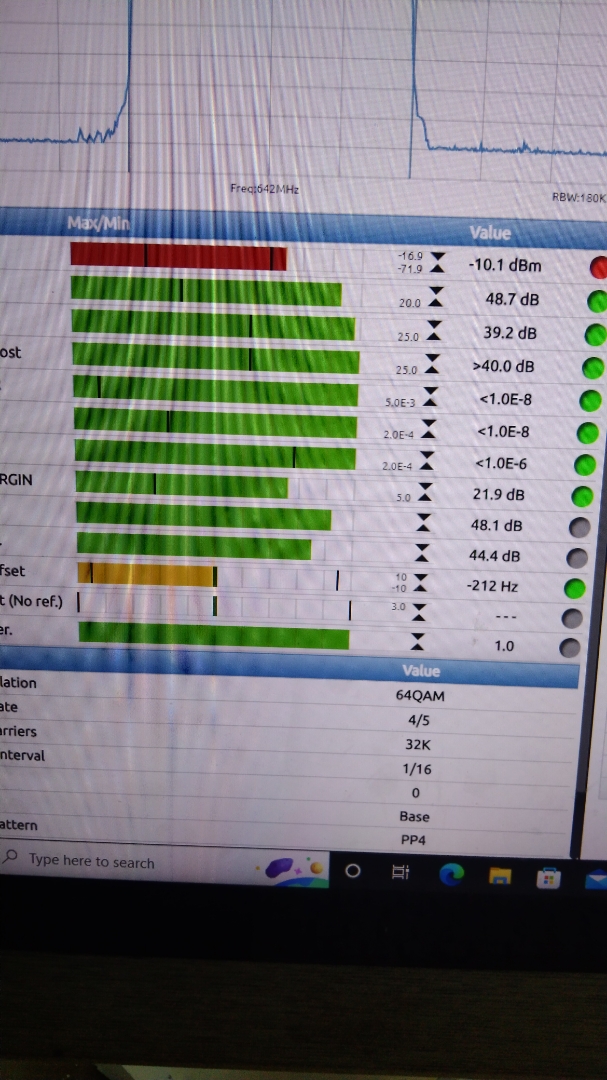 Freq:642MHz
RBW:180K
Max/Min Value
-16.9
-71.9 -10.1 dBm
20.0 48.7 dB
25.0 39.2 dB
ost 25.0 >40.0 dB
5.0E-3 <1.0E-8
2.0E-4 <1.0E-8
2.0E-4 <1.0E-6
RGIN 5.0 21.9 dB
48.1 dB
44.4 dB
fset 10
-10 -212 Hz
t (No ref.) 3.0 ---
er. 1.0
Value
lation 64QAM
ate 4/5
arriers 32K
nterval 1/16
0
Base
attern PP4
Type here to search